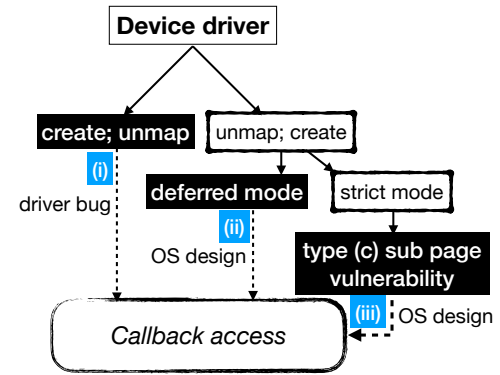 Device driver
create; unmap
unmap; create
(i)
driver bug
deferred mode
strict mode
(ii)
OS design
type (c) sub page
vulnerability
(iii)
OS design
Callback access